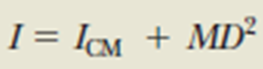 I = I_CM + MD²